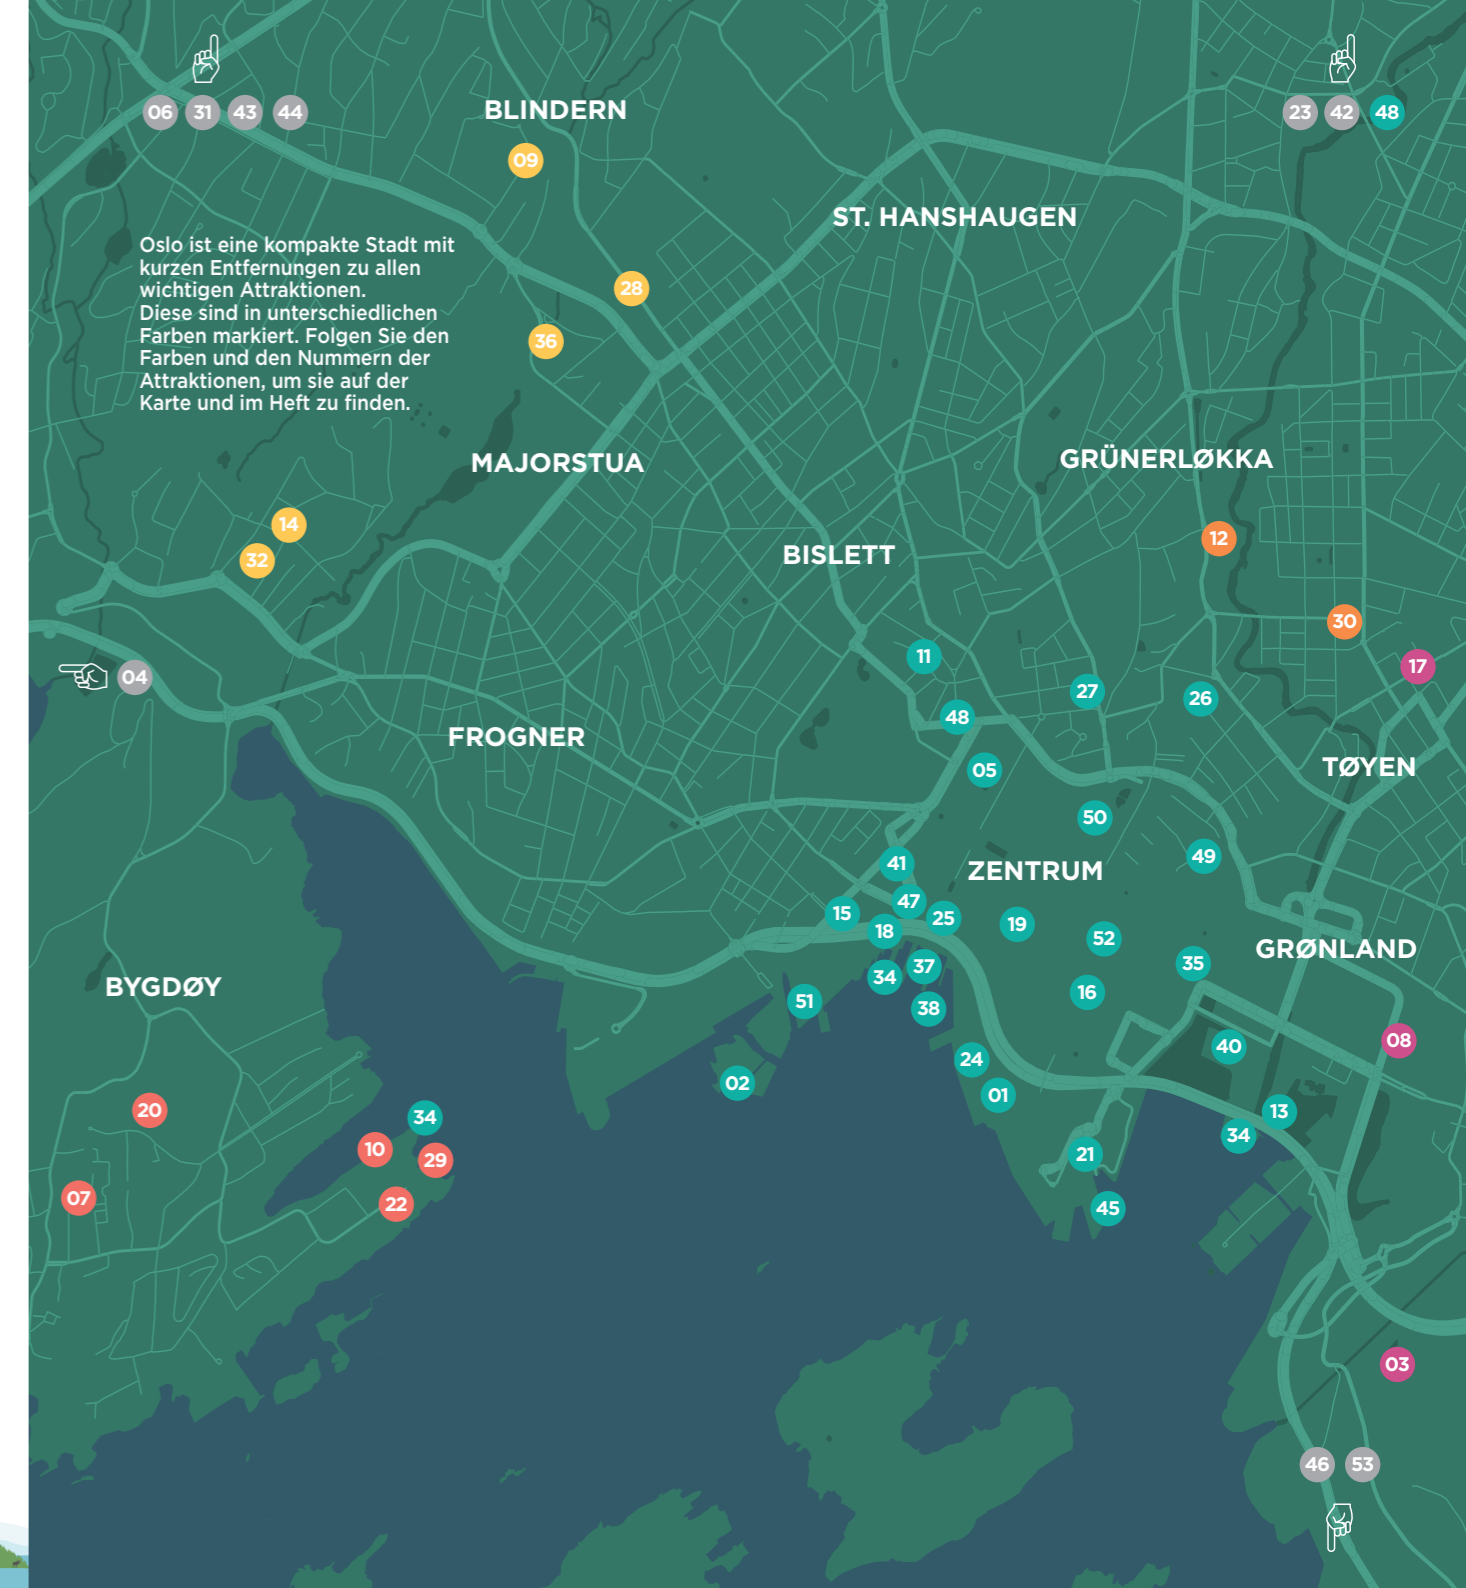 06 31 43 44
23 42 48
BLINDERN
09
ST. HANSHAUGEN
Oslo ist eine kompakte Stadt mit
kurzen Entfernungen zu allen
wichtigen Attraktionen.
Diese sind in unterschiedlichen
Farben markiert. Folgen Sie den
Farben und den Nummern der
Attraktionen, um sie auf der
Karte und im Heft zu finden.
28
36
MAJORSTUA
GRÜNERLØKKA
14
32
12
BISLETT
30
11
17
04
27
26
48
FROGNER
05
TØYEN
50
49
41
ZENTRUM
47
15
25
18
19
52
GRØNLAND
35
37
34
BYGDØY
16
51
38
08
40
24
02
01
20
34
13
34
10
29
21
07
22
45
03
46 53